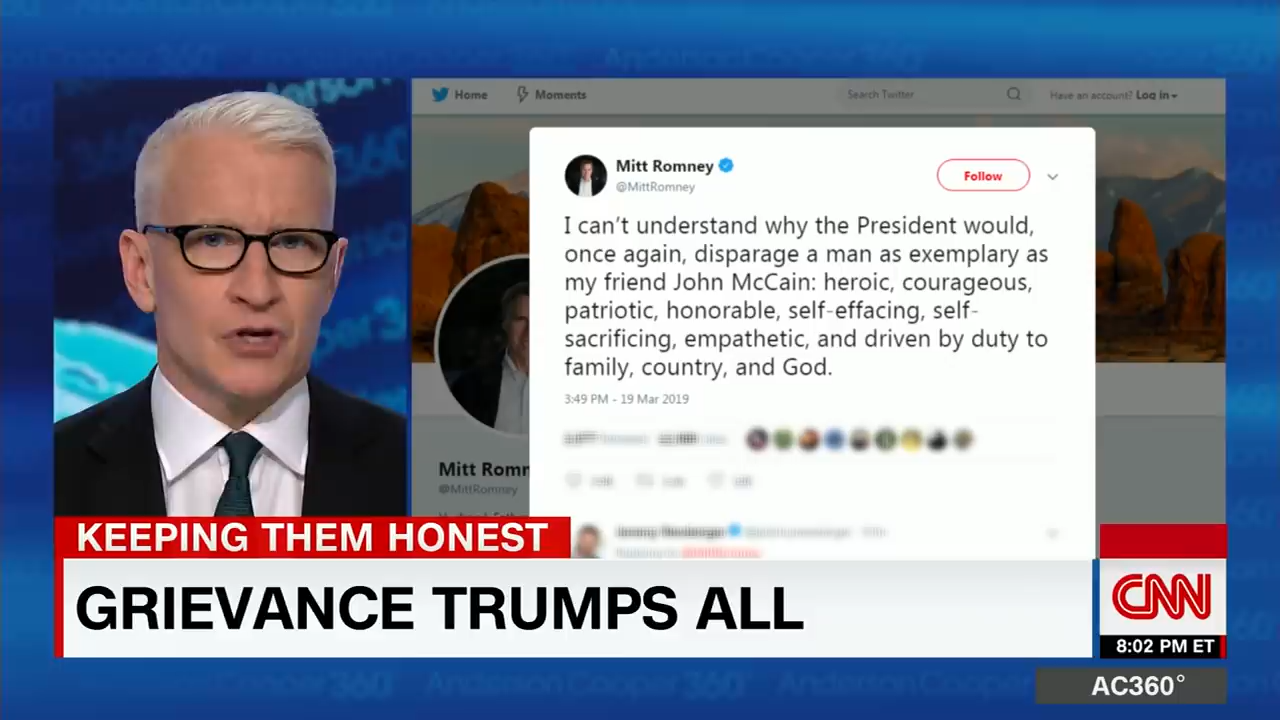 Anderson Cooper 360°
Home
Moments
Search Twitter
Have an account? Log in
Mitt Romney
@MittRomney
Follow
I can't understand why the President would,
once again, disparage a man as exemplary as
my friend John McCain: heroic, courageous,
patriotic, honorable, self-effacing, self-
sacrificing, empathetic, and driven by duty to
family, country, and God.
3:49 PM - 19 Mar 2019
Mitt Romn
@MittRomney
KEEPING THEM HONEST
GRIEVANCE TRUMPS ALL
CNN
8:02 PM ET
AC360°